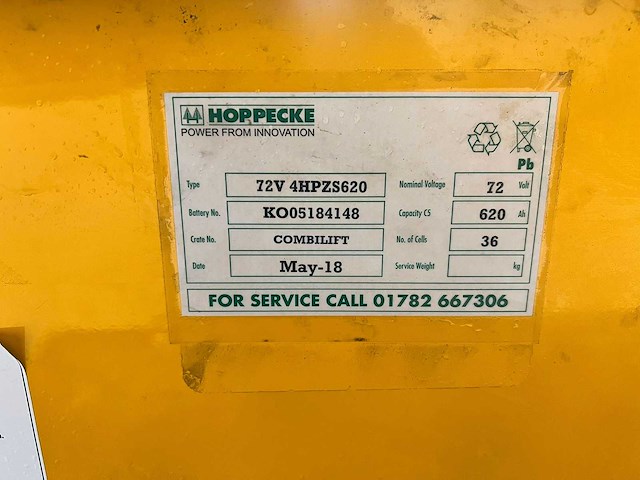 HOPPECKE
POWER FROM INNOVATION
Pb
Type 72V 4HPZS620 Nominal Voltage 72 Volt
Battery No. KO05184148 Capacity C5 620 Ah
Crate No. COMBILIFT No. of Cells 36
Date May-18 Service Weight kg
FOR SERVICE CALL 01782 667306